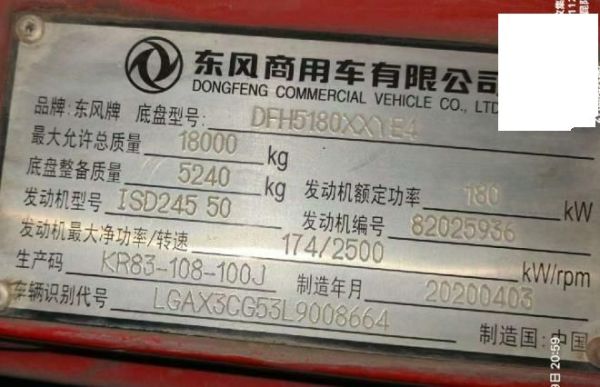 东风商用车有限公司
DONGFENG COMMERCIAL VEHICLE CO., LTD
品牌: 东风牌 底盘型号: DFH5180XXYE4
最大允许总质量 18000 kg
底盘整备质量 5240 kg 发动机额定功率 180 kW
发动机型号 ISD245 50 发动机编号 82025936
发动机最大净功率/转速 174/2500 kW/rpm
生产码 KR83-108-100J 制造年月 20200403
车辆识别代号 LGAX3CG53L9008664
制造国: 中国
9日 20:59